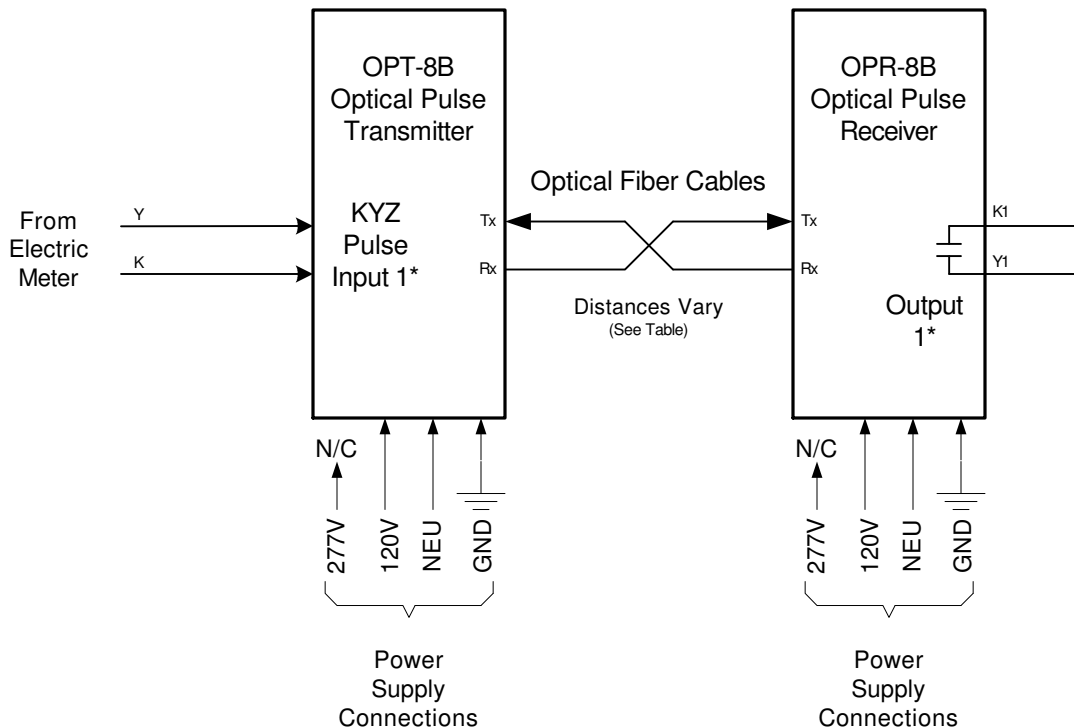 OPT-8B
Optical Pulse
Transmitter
OPR-8B
Optical Pulse
Receiver
Optical Fiber Cables
From
Electric
Meter
Y
K
KYZ
Pulse
Input 1*
Tx
Rx
Tx
Rx
K1
Y1
Distances Vary
(See Table)
Output
1*
N/C
277V
120V
NEU
GND
N/C
277V
120V
NEU
GND
Power
Supply
Connections
Power
Supply
Connections